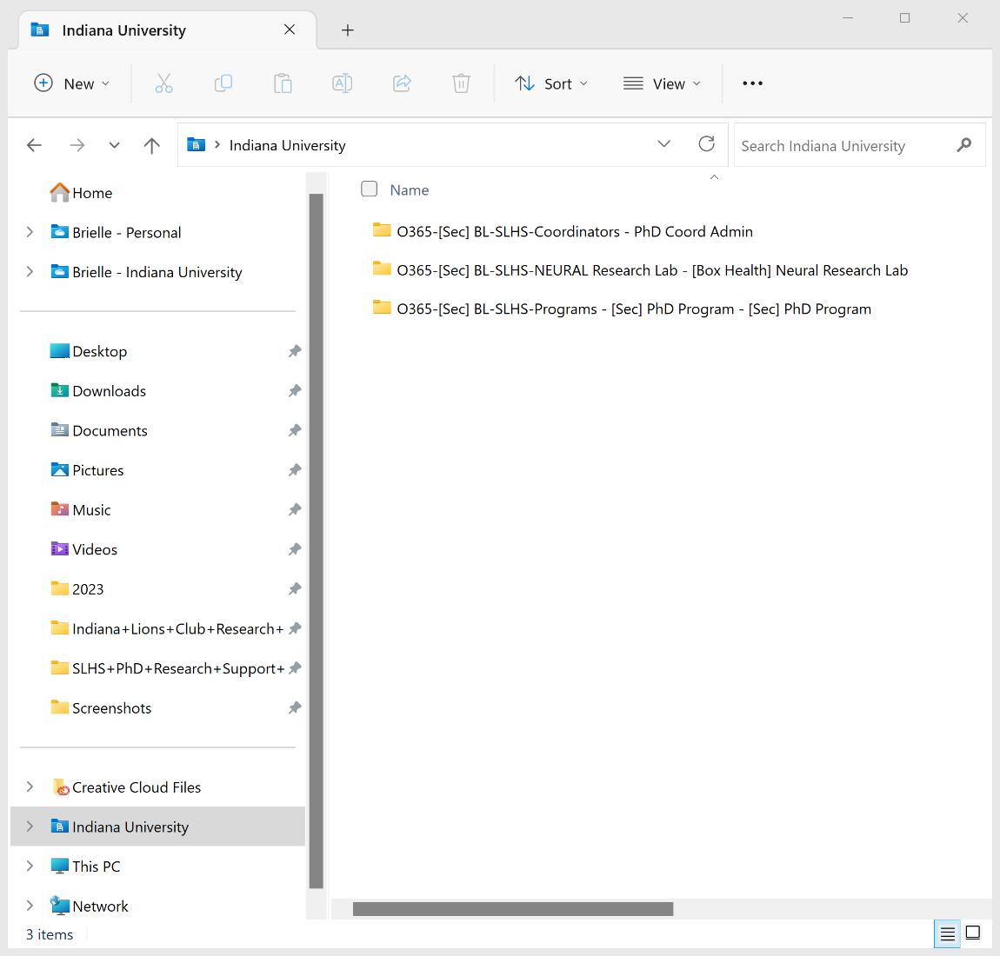 Indiana University
New
Sort
View
Indiana University
Search Indiana University
Home
Brielle - Personal
Brielle - Indiana University
Desktop
Downloads
Documents
Pictures
Music
Videos
2023
Indiana+Lions+Club+Research+
SLHS+PhD+Research+Support+
Screenshots
Creative Cloud Files
Indiana University
This PC
Network
Name
O365-[Sec] BL-SLHS-Coordinators - PhD Coord Admin
O365-[Sec] BL-SLHS-NEURAL Research Lab - [Box Health] Neural Research Lab
O365-[Sec] BL-SLHS-Programs - [Sec] PhD Program - [Sec] PhD Program
3 items